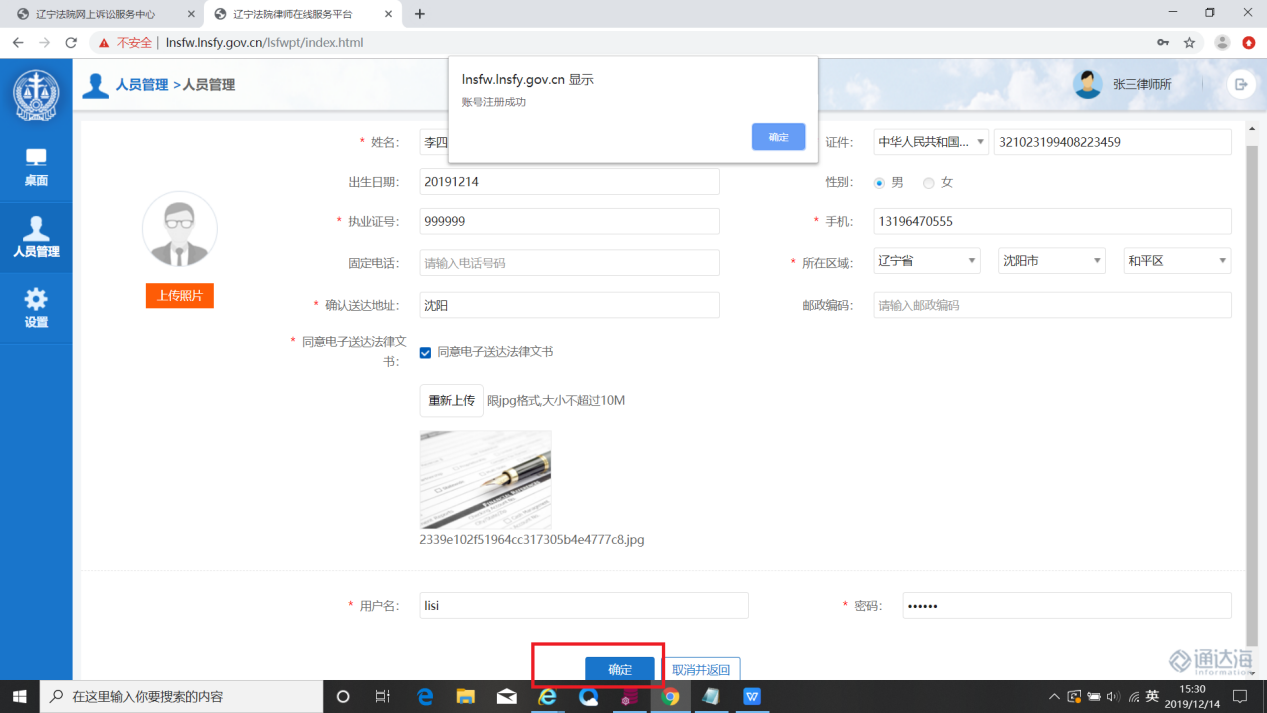 辽宁法院网上诉讼服务中心
辽宁法院律师在线服务平台
不安全 | lnsfw.lnsfy.gov.cn/lsfwpt/index.html
人员管理 >人员管理
张三律师所
lnsfw.lnsfy.gov.cn 显示
账号注册成功
确定
桌面
人员管理
设置
上传照片
* 姓名: 李四
证件: 中华人民共和国... 321023199408223459
出生日期: 20191214
性别: 男 女
* 执业证号: 999999
* 手机: 13196470555
固定电话: 请输入电话号码
* 所在区域: 辽宁省 沈阳市 和平区
* 确认送达地址: 沈阳
邮政编码: 请输入邮政编码
* 同意电子送达法律文
书:
同意电子送达法律文书
重新上传 限jpg格式,大小不超过10M
2339e102f51964cc317305b4e4777c8.jpg
* 用户名: lisi
* 密码: ••••••
确定 取消并返回
通达海
Information
在这里输入你要搜索的内容
英
15:30
2019/12/14